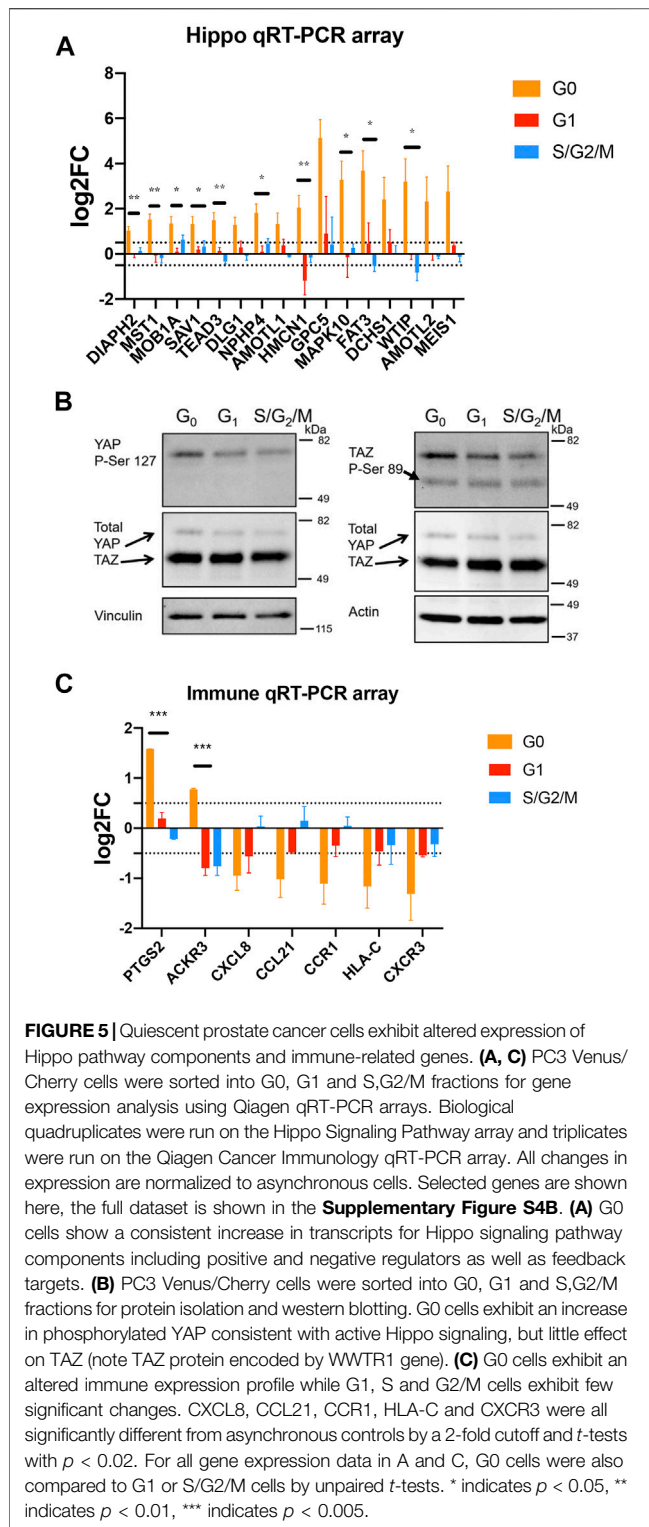 A
Hippo qRT-PCR array
log2FC
8
6
4
2
0
-2
** ** * * ** * ** * * *
G0
G1
S/G2/M
DIAPH2
MST1
MOB1A
SAV1
TEAD3
DLG1
NPHP4
AMOTL1
HMCN1
GPC5
MAPK10
FAT3
DCHS1
WTIP
AMOTL2
MEIS1
B
G0 G1 S/G2/M
kDa
YAP
P-Ser 127
82
49
Total
YAP
TAZ
82
49
Vinculin
115
G0 G1 S/G2/M
kDa
TAZ
P-Ser 89
82
49
Total
YAP
TAZ
82
49
Actin
49
37
C
Immune qRT-PCR array
log2FC
2
1
0
-1
-2
*** ***
G0
G1
S/G2/M
PTGS2
ACKR3
CXCL8
CCL21
CCR1
HLA-C
CXCR3
FIGURE 5 | Quiescent prostate cancer cells exhibit altered expression of
Hippo pathway components and immune-related genes. (A, C) PC3 Venus/
Cherry cells were sorted into G0, G1 and S,G2/M fractions for gene
expression analysis using Qiagen qRT-PCR arrays. Biological
quadruplicates were run on the Hippo Signaling Pathway array and triplicates
were run on the Qiagen Cancer Immunology qRT-PCR array. All changes in
expression are normalized to asynchronous cells. Selected genes are shown
here, the full dataset is shown in the Supplementary Figure S4B. (A) G0
cells show a consistent increase in transcripts for Hippo signaling pathway
components including positive and negative regulators as well as feedback
targets. (B) PC3 Venus/Cherry cells were sorted into G0, G1 and S,G2/M
fractions for protein isolation and western blotting. G0 cells exhibit an increase
in phosphorylated YAP consistent with active Hippo signaling, but little effect
on TAZ (note TAZ protein encoded by WWTR1 gene). (C) G0 cells exhibit an
altered immune expression profile while G1, S and G2/M cells exhibit few
significant changes. CXCL8, CCL21, CCR1, HLA-C and CXCR3 were all
significantly different from asynchronous controls by a 2-fold cutoff and t-tests
with p < 0.02. For all gene expression data in A and C, G0 cells were also
compared to G1 or S/G2/M cells by unpaired t-tests. * indicates p < 0.05, **
indicates p < 0.01, *** indicates p < 0.005.